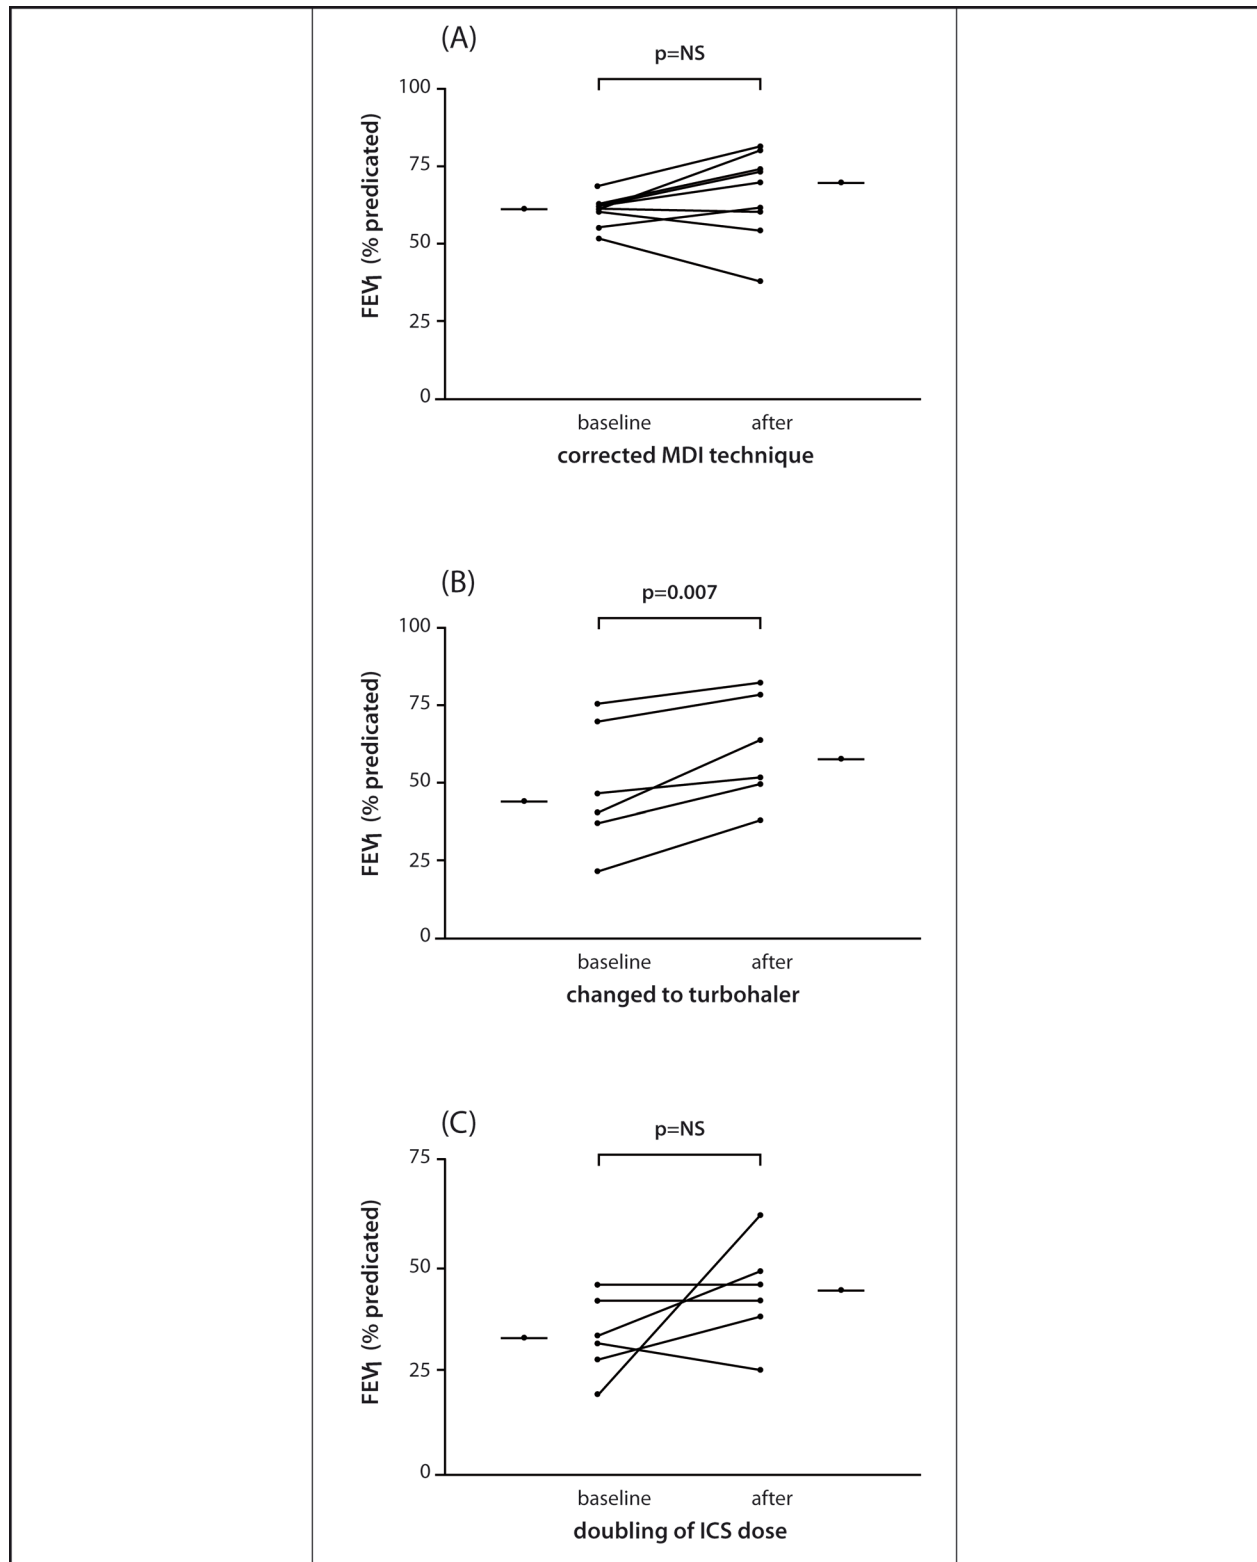 (A)
p=NS
100
75
50
25
0
FEV1 (% predicated)
baseline after
corrected MDI technique
(B)
p=0.007
100
75
50
25
0
FEV1 (% predicated)
baseline after
changed to turbohaler
(C)
p=NS
75
50
25
0
FEV1 (% predicated)
baseline after
doubling of ICS dose